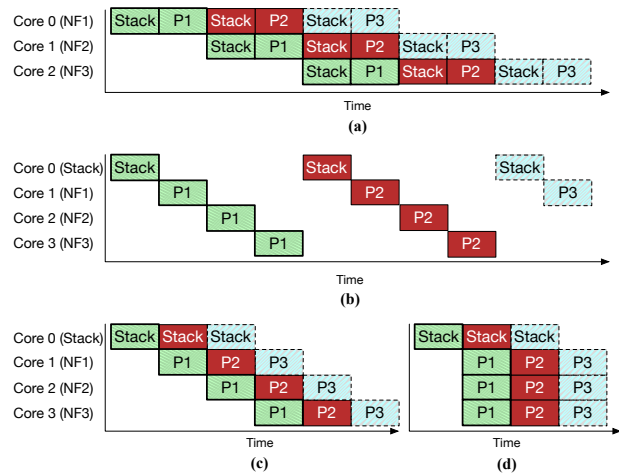 Core 0 (NF1) Stack P1 Stack P2 Stack P3
Core 1 (NF2) Stack P1 Stack P2 Stack P3
Core 2 (NF3) Stack P1 Stack P2 Stack P3
Time
(a)
Core 0 (Stack) Stack Stack Stack
Core 1 (NF1) P1 P2 P3
Core 2 (NF2) P1 P2
Core 3 (NF3) P1 P2
Time
(b)
Core 0 (Stack) Stack Stack Stack
Core 1 (NF1) P1 P2 P3
Core 2 (NF2) P1 P2 P3
Core 3 (NF3) P1 P2 P3
Time
(c)
Stack Stack Stack
P1 P2 P3
P1 P2 P3
P1 P2 P3
Time
(d)